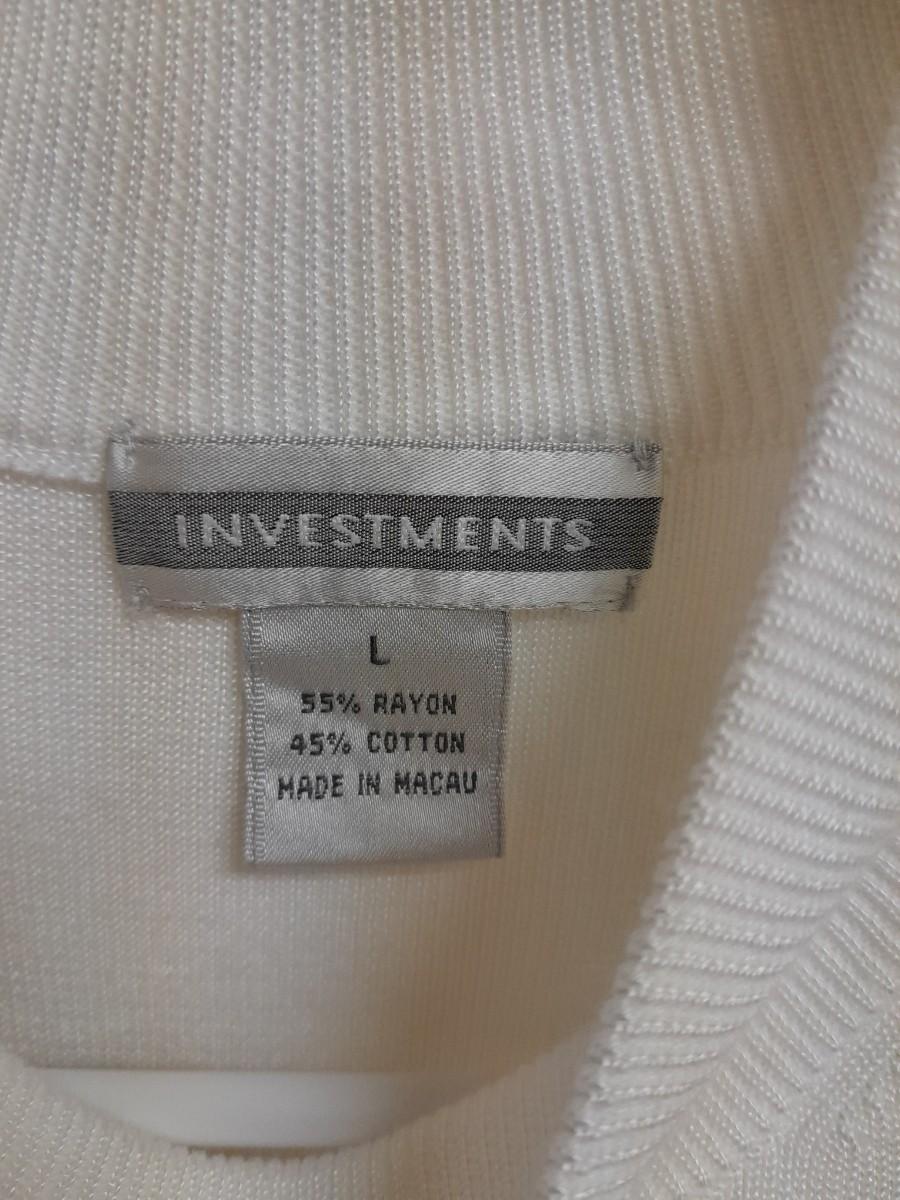 INVESTMENTS
L
55% RAYON
45% COTTON
MADE IN MACAU